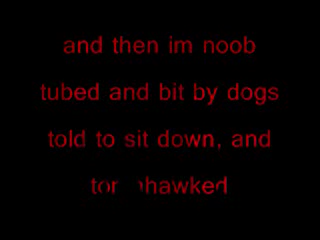 and then im noob
tubed and bit by dogs
told to sit down, and